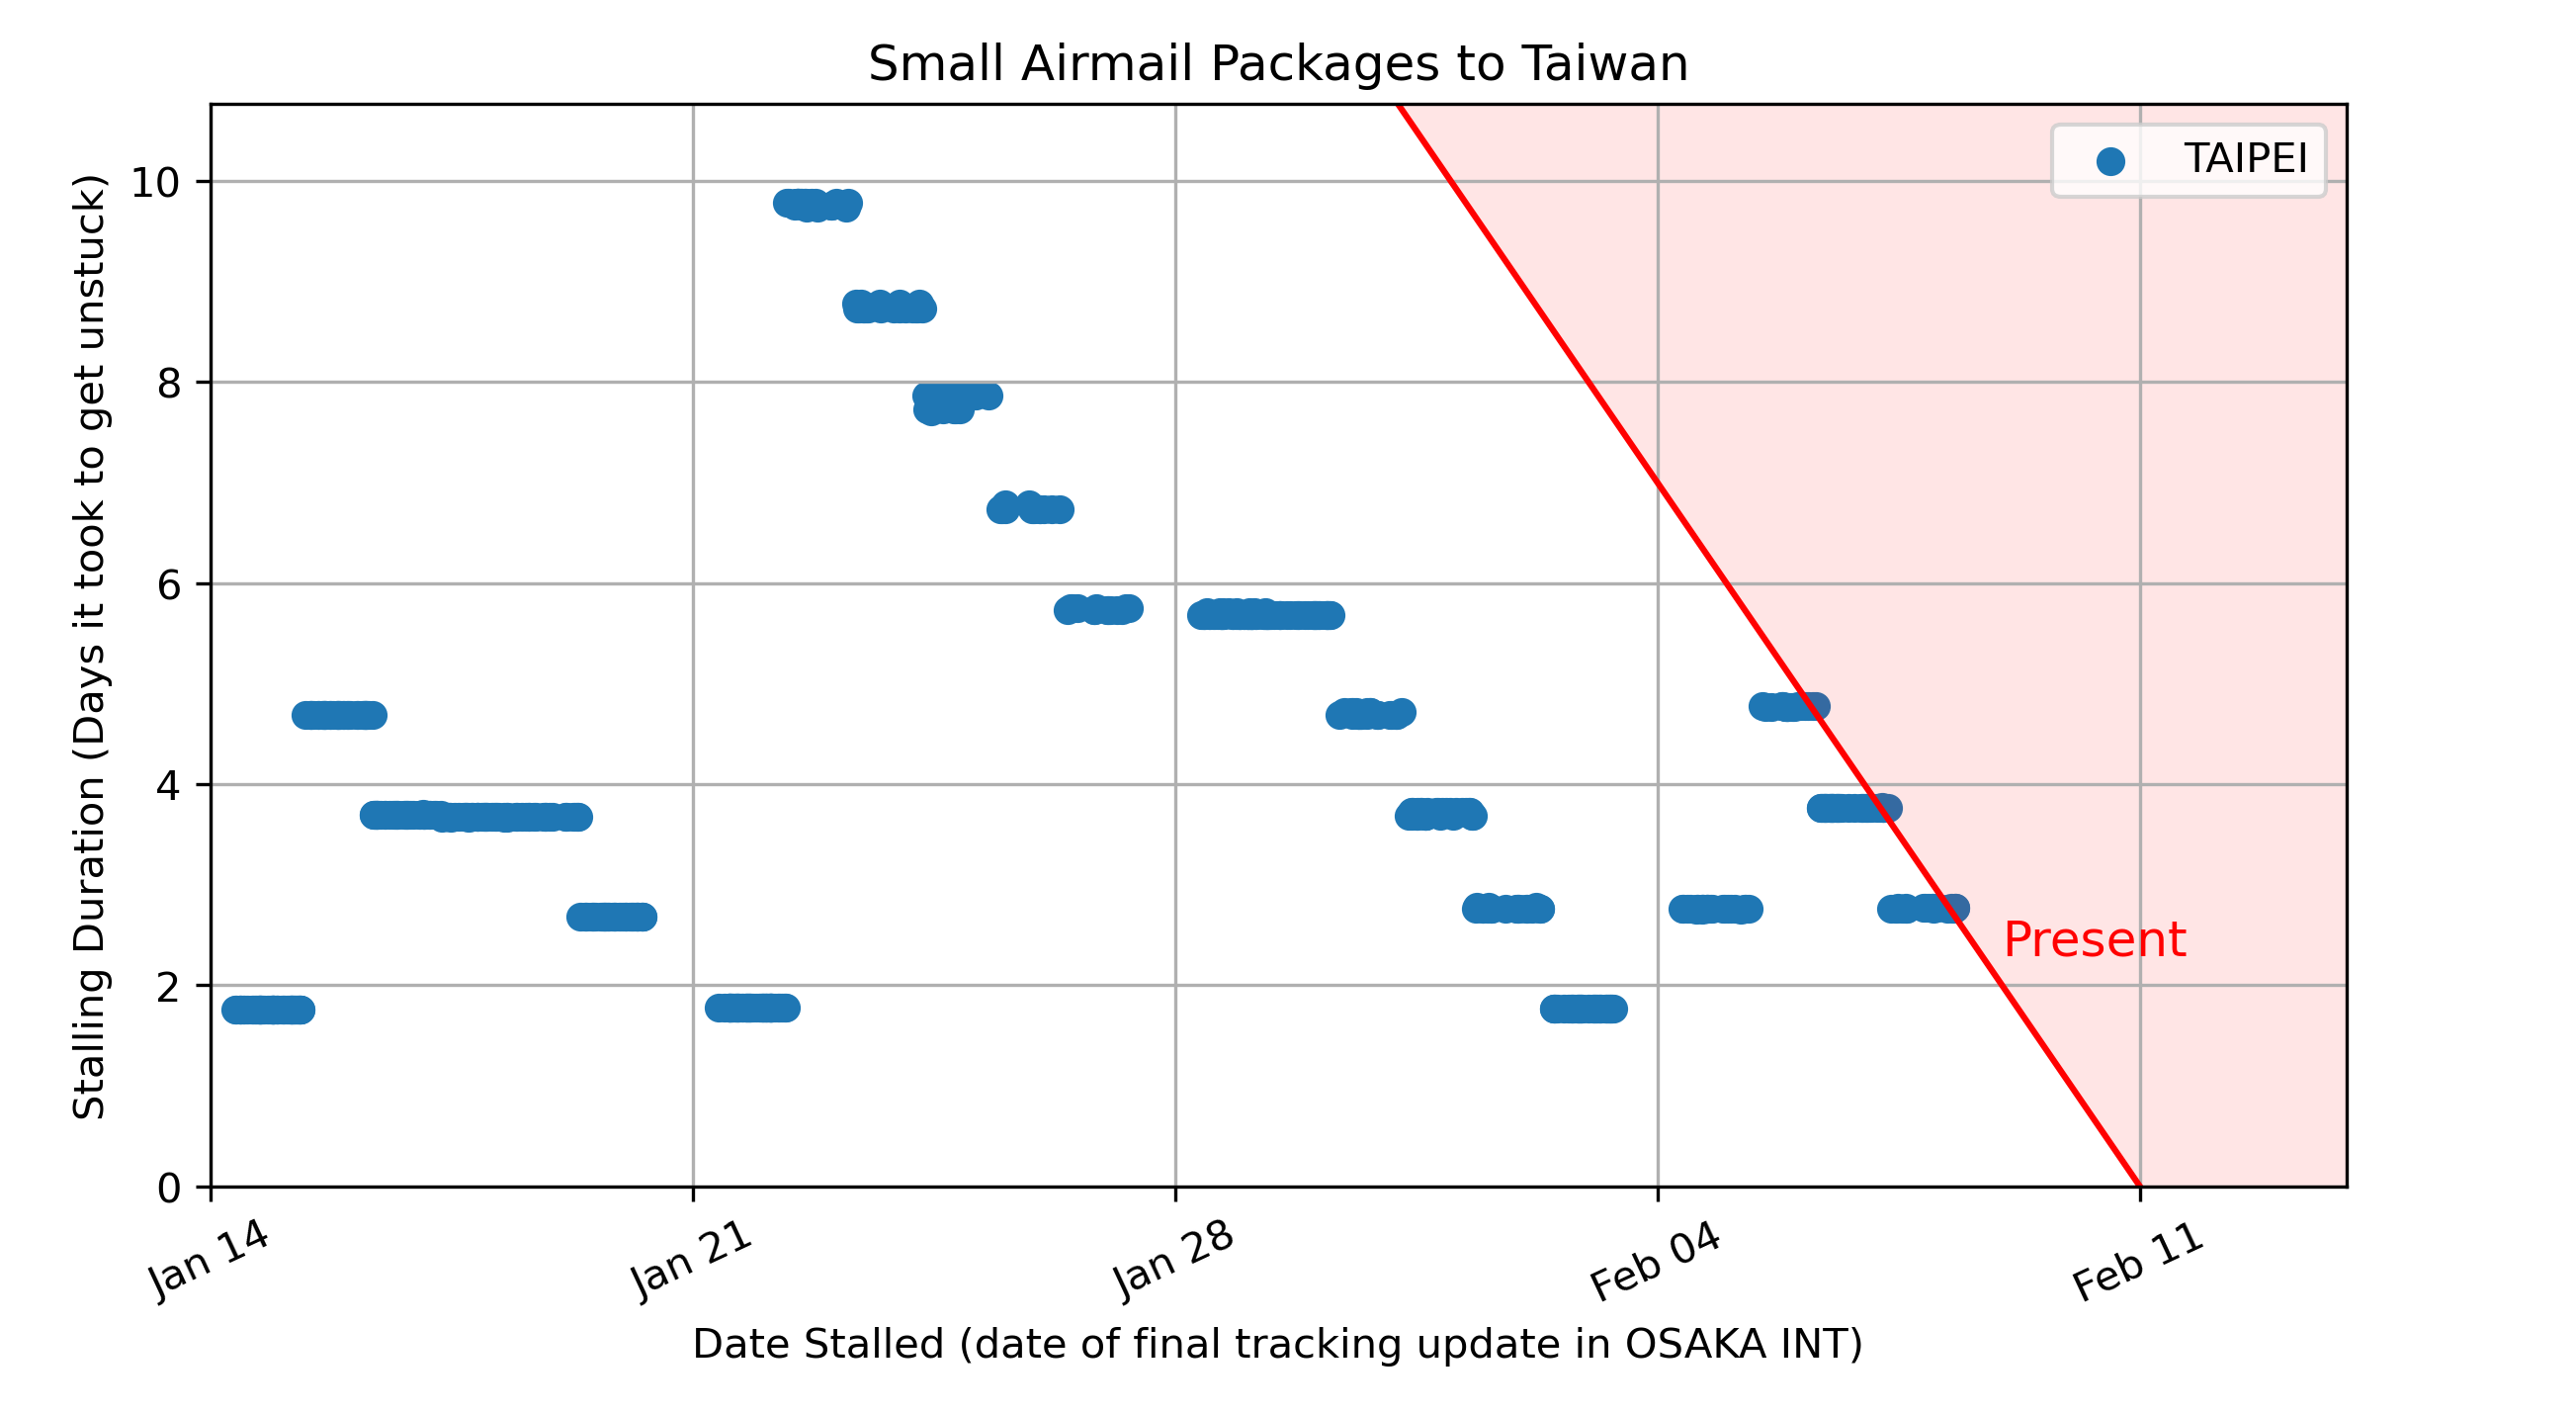 Small Airmail Packages to Taiwan
TAIPEI
Stalling Duration (Days it took to get unstuck)
10
8
6
4
2
0
Present
Jan 14
Jan 21
Jan 28
Feb 04
Feb 11
Date Stalled (date of final tracking update in OSAKA INT)